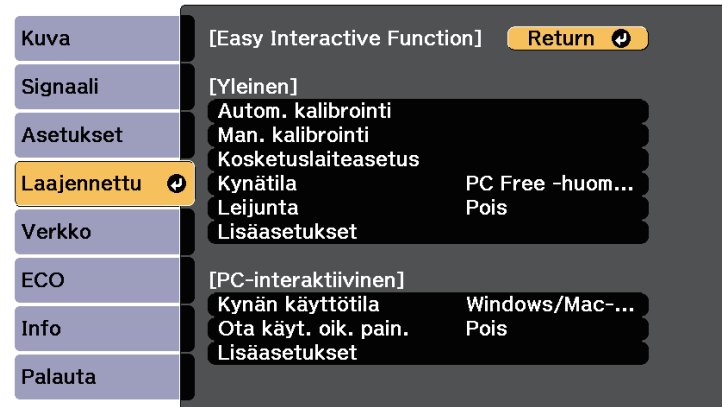 Kuva
Signaali
Asetukset
Laajennettu
Verkko
ECO
Info
Palauta
[Easy Interactive Function] Return
[Yleinen]
Autom. kalibrointi
Man. kalibrointi
Kosketuslaiteasetus
Kynätila PC Free -huom...
Leijunta Pois
Lisäasetukset
[PC-interaktiivinen]
Kynän käyttötila Windows/Mac-...
Ota käyt. oik. pain. Pois
Lisäasetukset